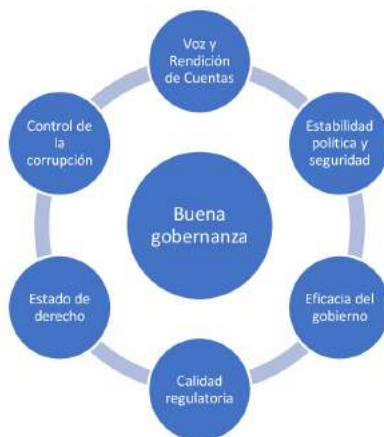 Voz y
Rendición
de Cuentas
Estabilidad
política y
seguridad
Eficacia del
gobierno
Calidad
regulatoria
Estado de
derecho
Control de
la
corrupción
Buena
gobernanza